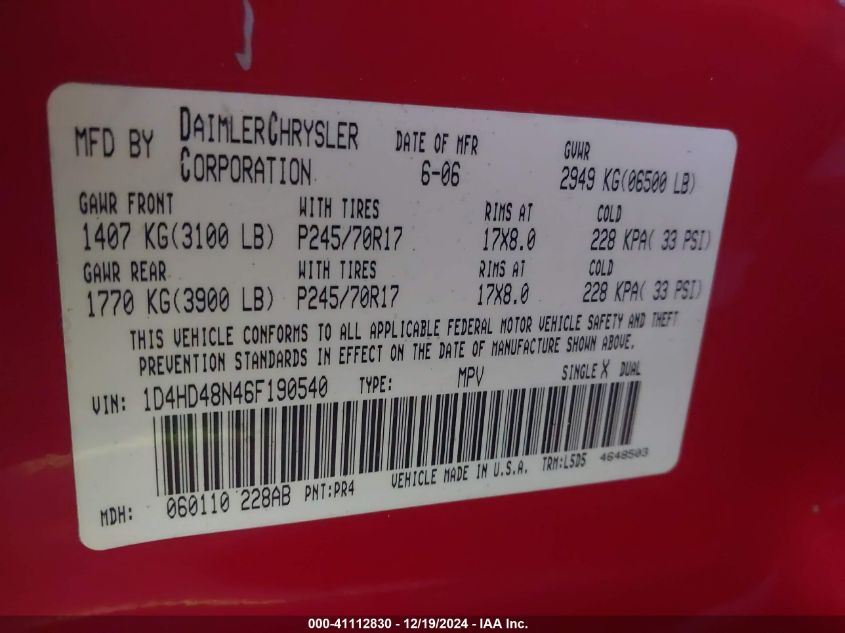 MFD BY DAIMLERCHRYSLER CORPORATION DATE OF MFR 6-06 GVWR 2949 KG(06500 LB)
GAWR FRONT WITH TIRES RIMS AT COLD
1407 KG(3100 LB) P245/70R17 17X8.0 228 KPA( 33 PSI)
GAWR REAR WITH TIRES RIMS AT COLD
1770 KG(3900 LB) P245/70R17 17X8.0 228 KPA( 33 PSI)
THIS VEHICLE CONFORMS TO ALL APPLICABLE FEDERAL MOTOR VEHICLE SAFETY AND THEFT
PREVENTION STANDARDS IN EFFECT ON THE DATE OF MANUFACTURE SHOWN ABOVE.
VIN: 1D4HD48N46F190540 TYPE: MPV SINGLE X DUAL
MDH: 060110 228AB PNT:PR4 VEHICLE MADE IN U.S.A. TRM:L5D5 4648503
000-41112830 - 12/19/2024 - IAA Inc.